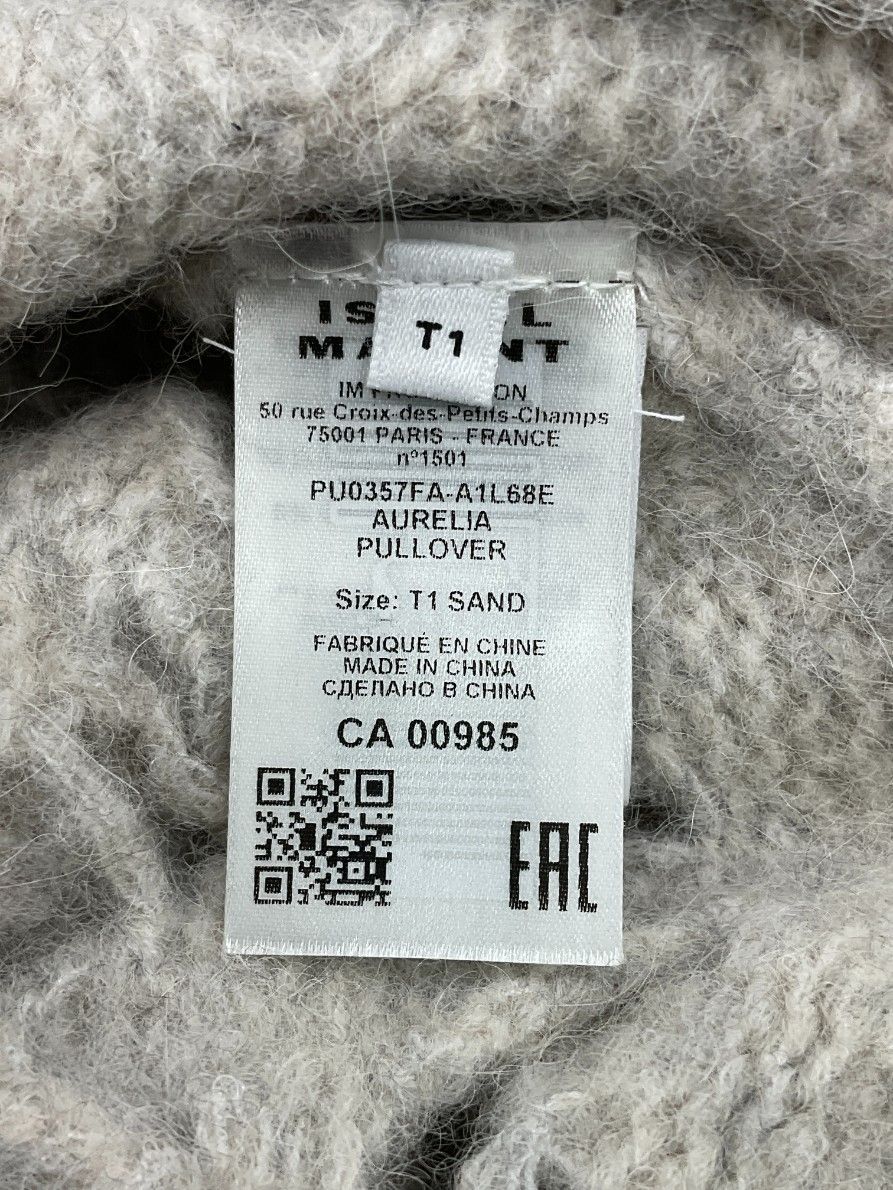 T1
50 rue Croix-des-Petits-Champs
75001 PARIS - FRANCE
n°1501
PU0357FA-A1L68E
AURELIA
PULLOVER
Size: T1 SAND
FABRIQUÉ EN CHINE
MADE IN CHINA
СДЕЛАНО В CHINA
CA 00985
EAC